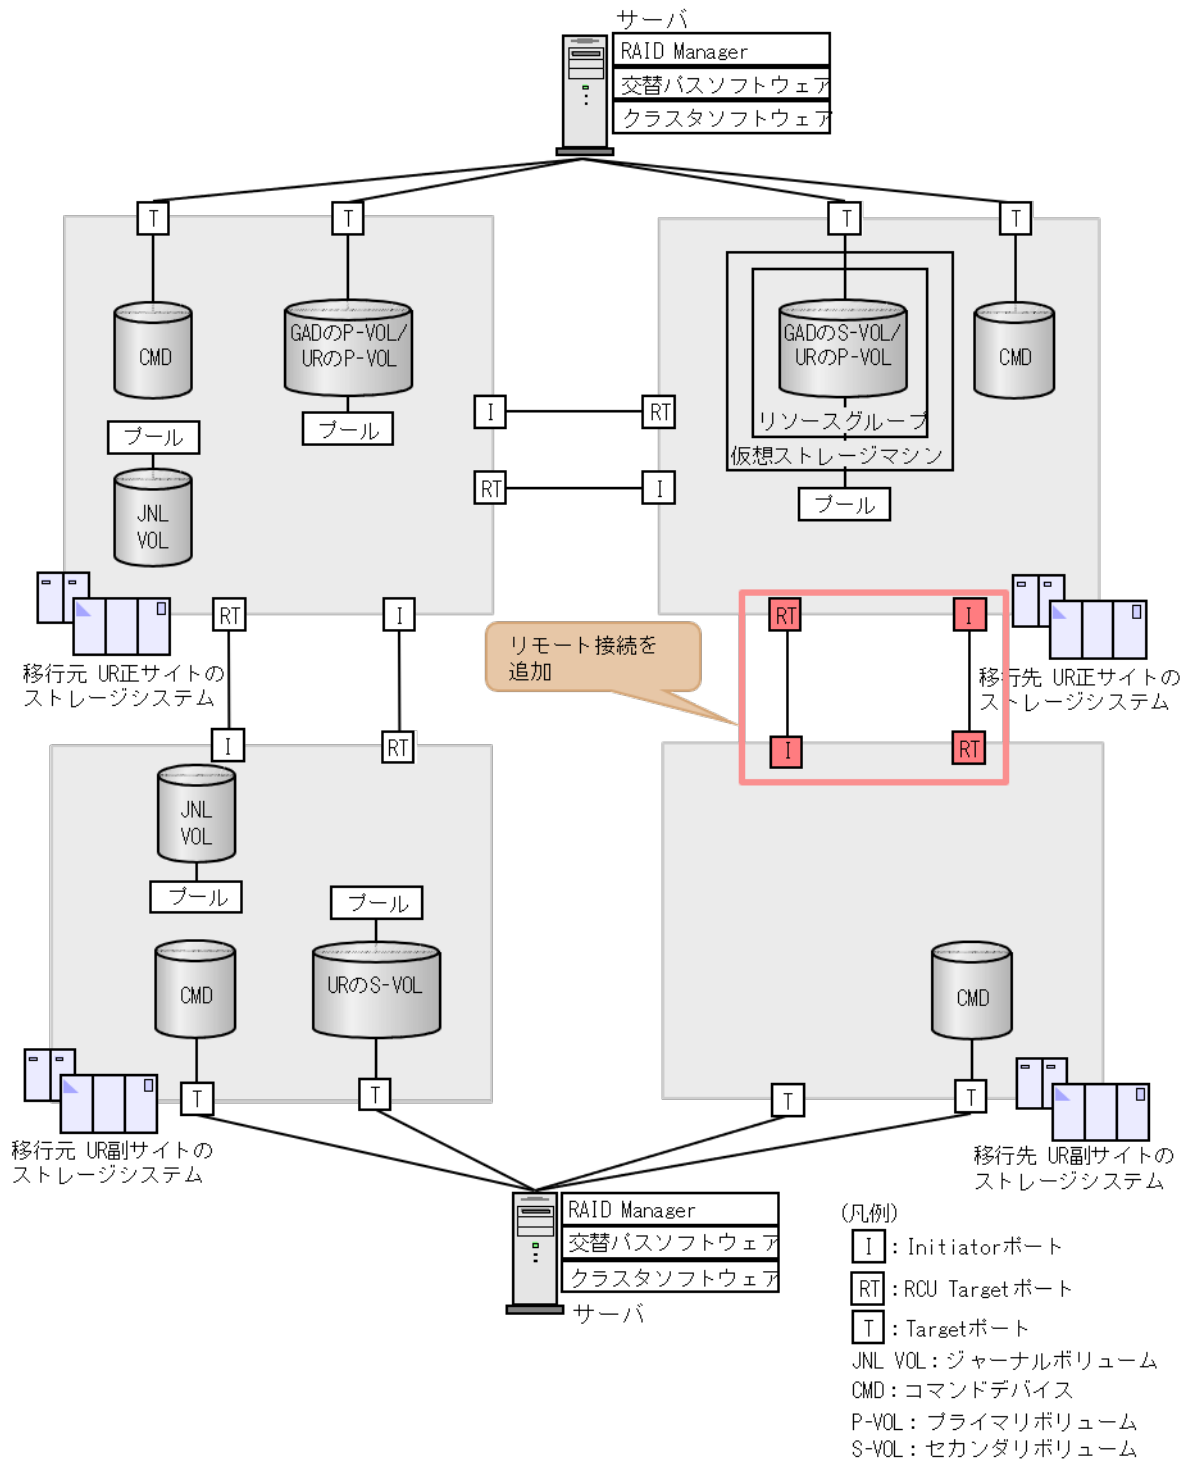 サーバ
RAID Manager
交替パスソフトウェア
クラスタソフトウェア
T
T
T
T
CMD
GADのP-VOL/
URのP-VOL
GADのS-VOL/
URのP-VOL
CMD
プール
プール
JNL
VOL
I
RT
RT
I
リソースグループ
仮想ストレージマシン
プール
RT
I
RT
I
移行元 UR正サイトの
ストレージシステム
リモート接続を
追加
移行先 UR正サイトの
ストレージシステム
I
RT
I
RT
JNL
VOL
プール
プール
CMD
URのS-VOL
CMD
T
T
T
T
移行元 UR副サイトの
ストレージシステム
移行先 UR副サイトの
ストレージシステム
RAID Manager
交替パスソフトウェア
クラスタソフトウェア
サーバ
(凡例)
I : Initiatorポート
RT : RCU Targetポート
T : Targetポート
JNL VOL : ジャーナルボリューム
CMD : コマンドデバイス
P-VOL : プライマリボリューム
S-VOL : セカンダリボリューム